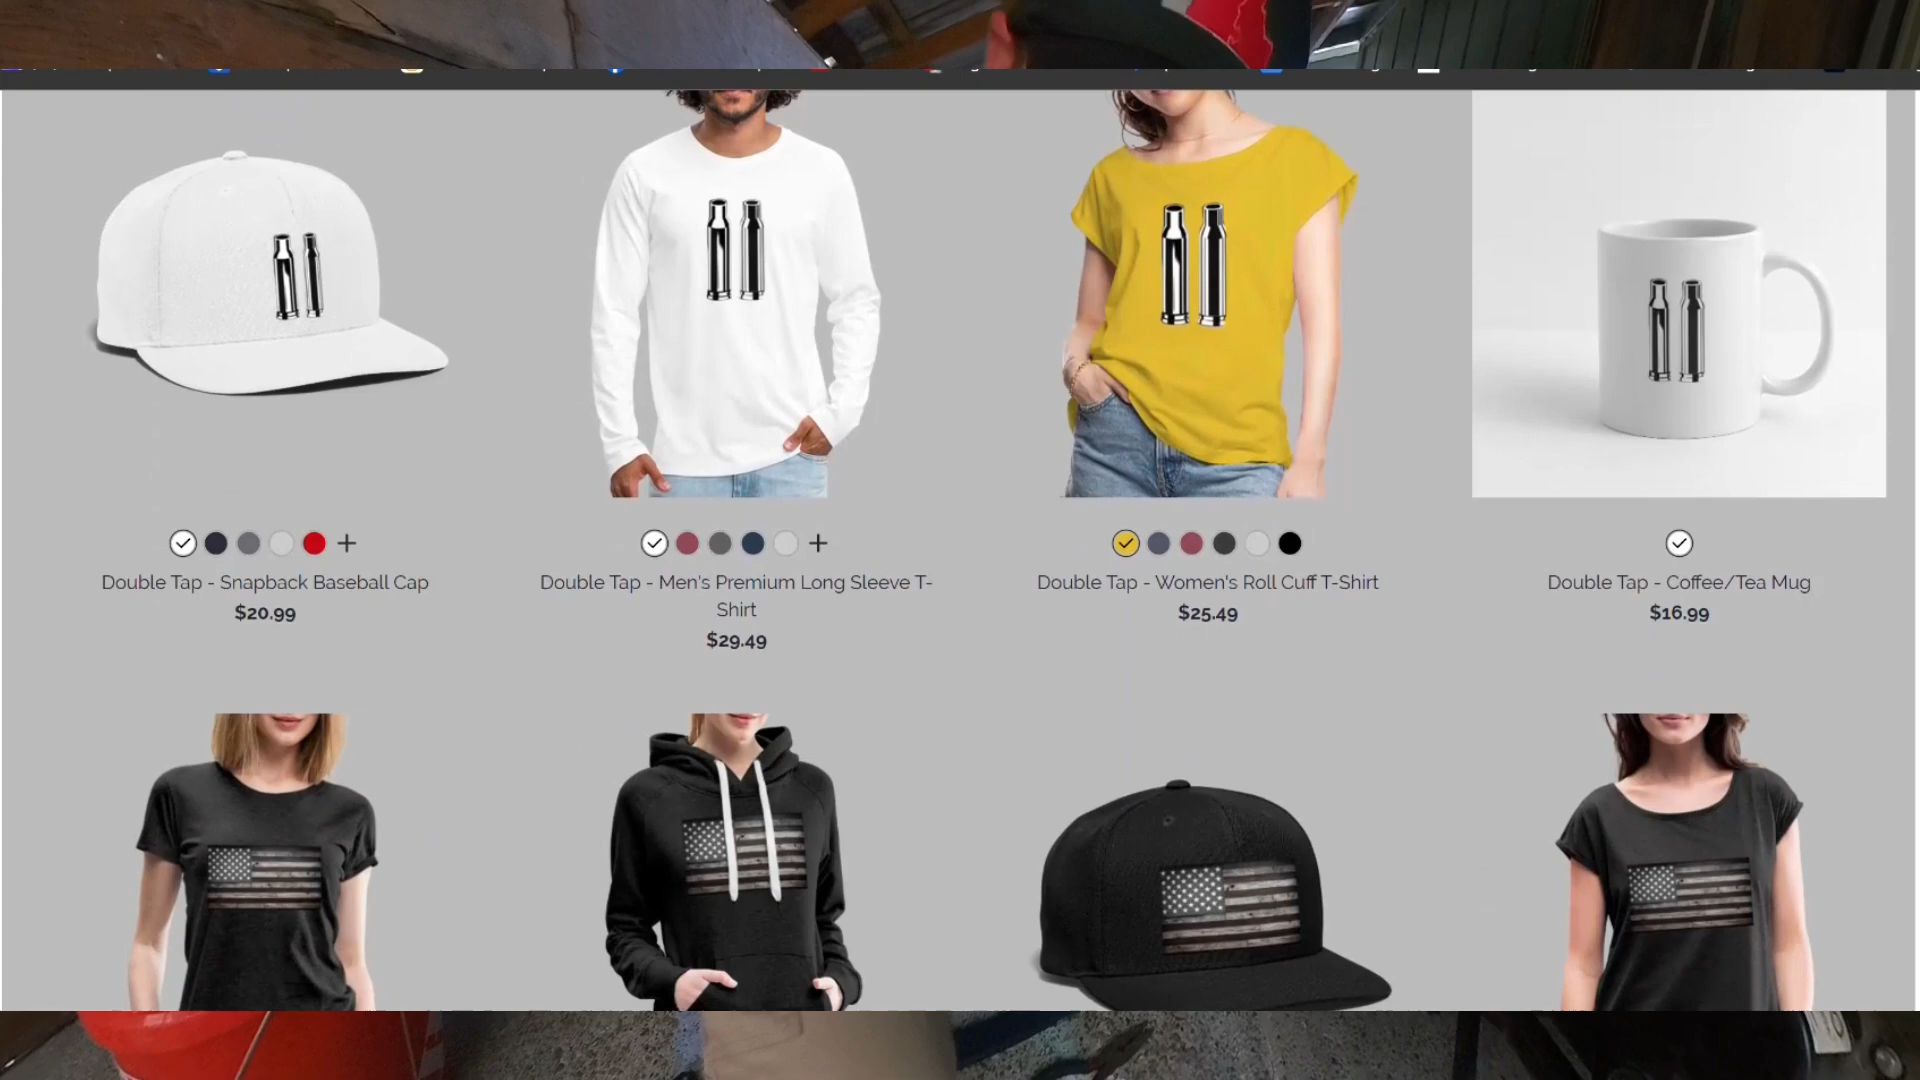 Double Tap - Snapback Baseball Cap
$20.99
Double Tap - Men's Premium Long Sleeve T-
Shirt
$29.49
Double Tap - Women's Roll Cuff T-Shirt
$25.49
Double Tap - Coffee/Tea Mug
$16.99